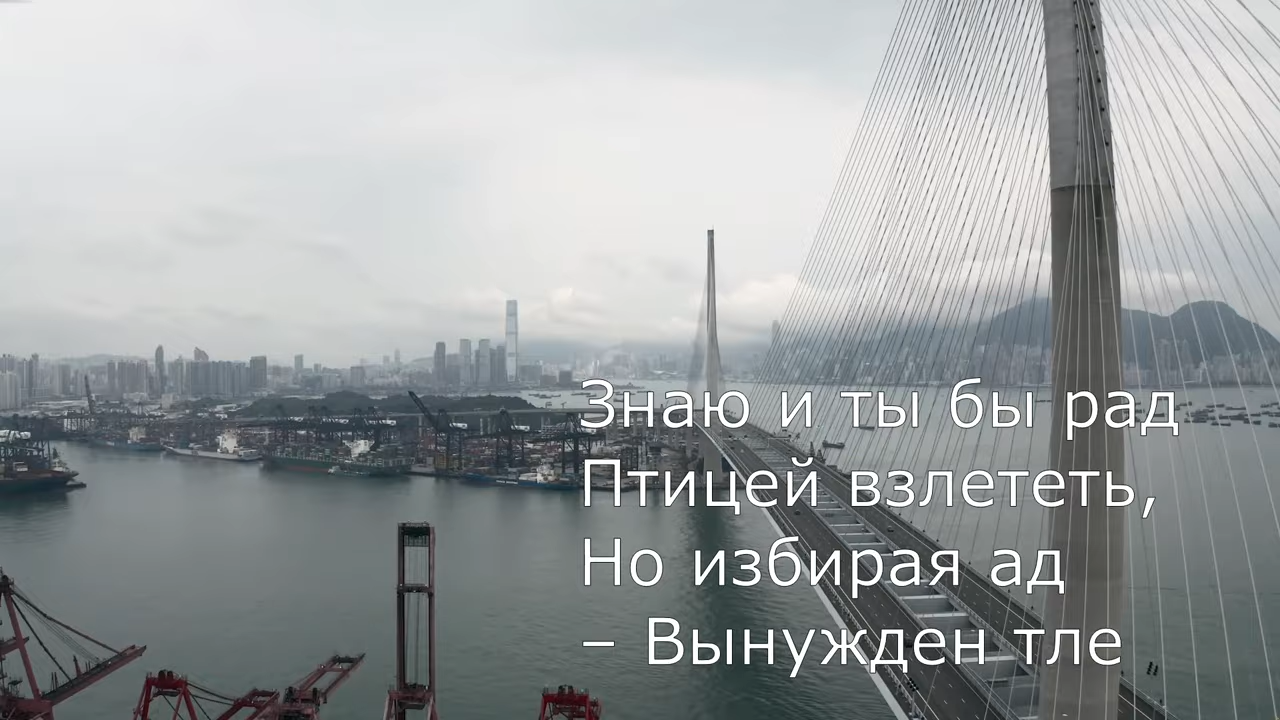 Знаю и ты бы рад
Птицей взлететь,
Но избирая ад
– Вынужден тле